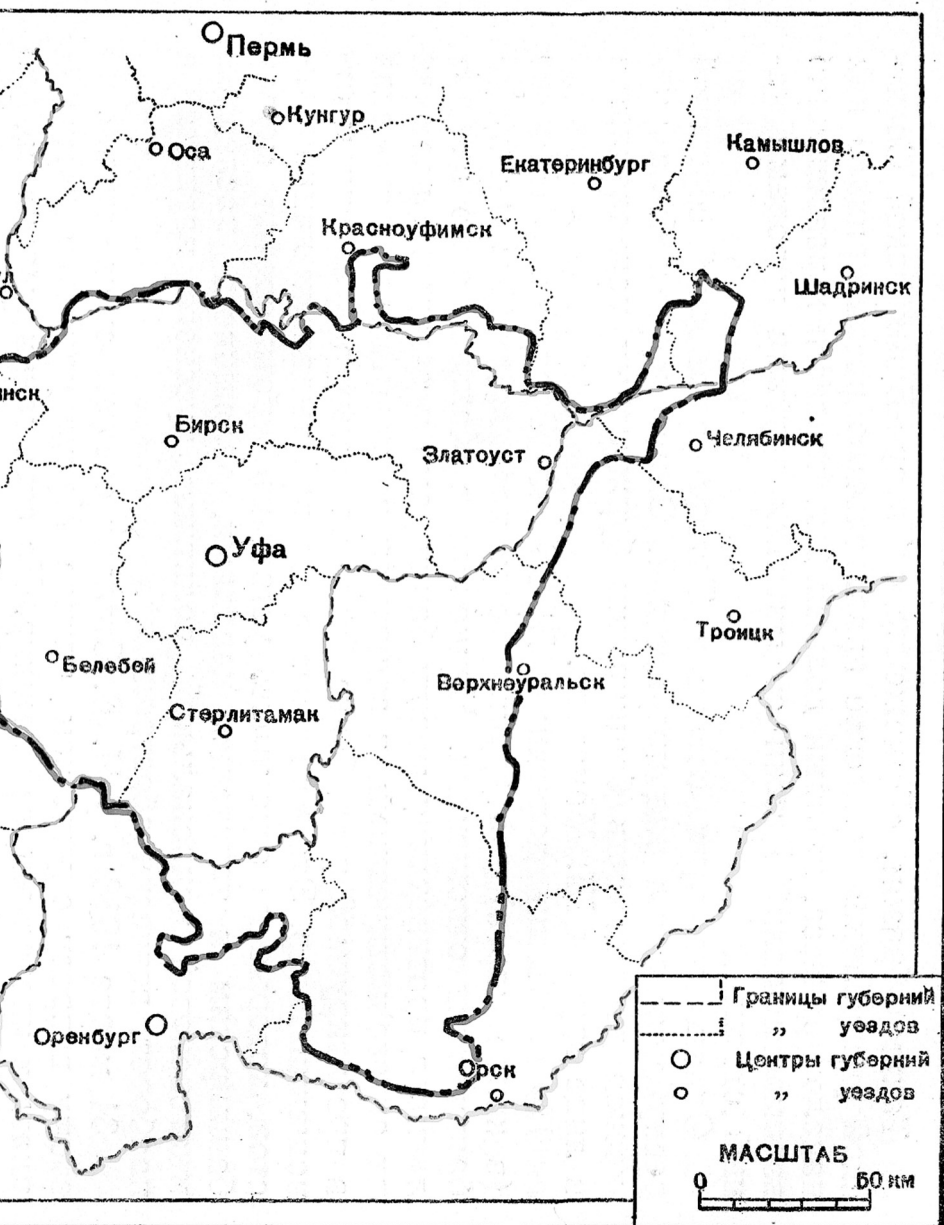 Пермь
Кунгур
Оса
Камышлов
Екатеринбург
Красноуфимск
Шадринск
нск
Бирск
Златоуст
Челябинск
Уфа
Троицк
Белебей
Верхнеуральск
Стерлитамак
Оренбург
Орск
Границы губерний
„ уездов
Центры губерний
„ уездов
МАСШТАБ
0 50 км